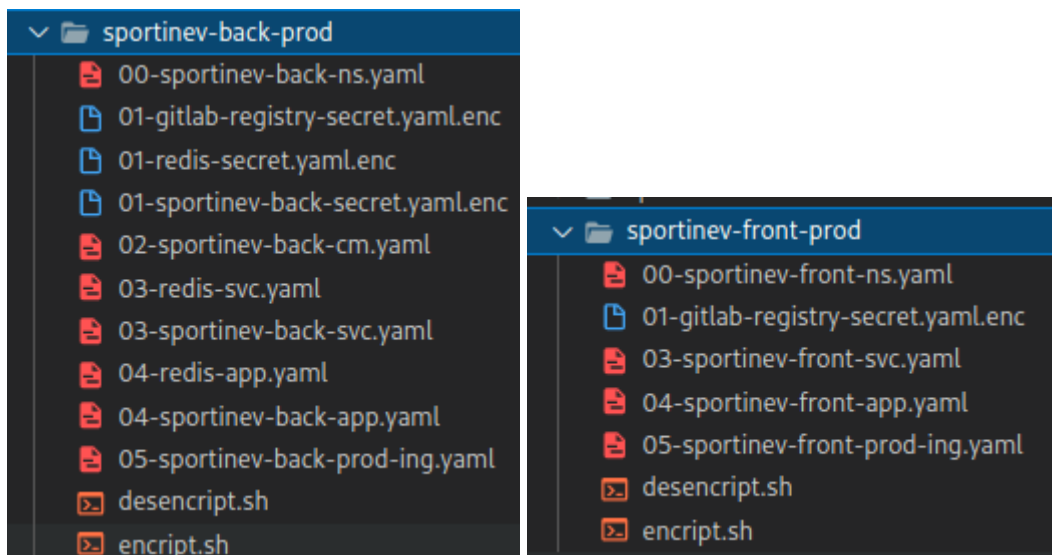 sportinev-back-prod
00-sportinev-back-ns.yaml
01-gitlab-registry-secret.yaml.enc
01-redis-secret.yaml.enc
01-sportinev-back-secret.yaml.enc
02-sportinev-back-cm.yaml
03-redis-svc.yaml
03-sportinev-back-svc.yaml
04-redis-app.yaml
04-sportinev-back-app.yaml
05-sportinev-back-prod-ing.yaml
desencript.sh
encript.sh
sportinev-front-prod
00-sportinev-front-ns.yaml
01-gitlab-registry-secret.yaml.enc
03-sportinev-front-svc.yaml
04-sportinev-front-app.yaml
05-sportinev-front-prod-ing.yaml
desencript.sh
encript.sh